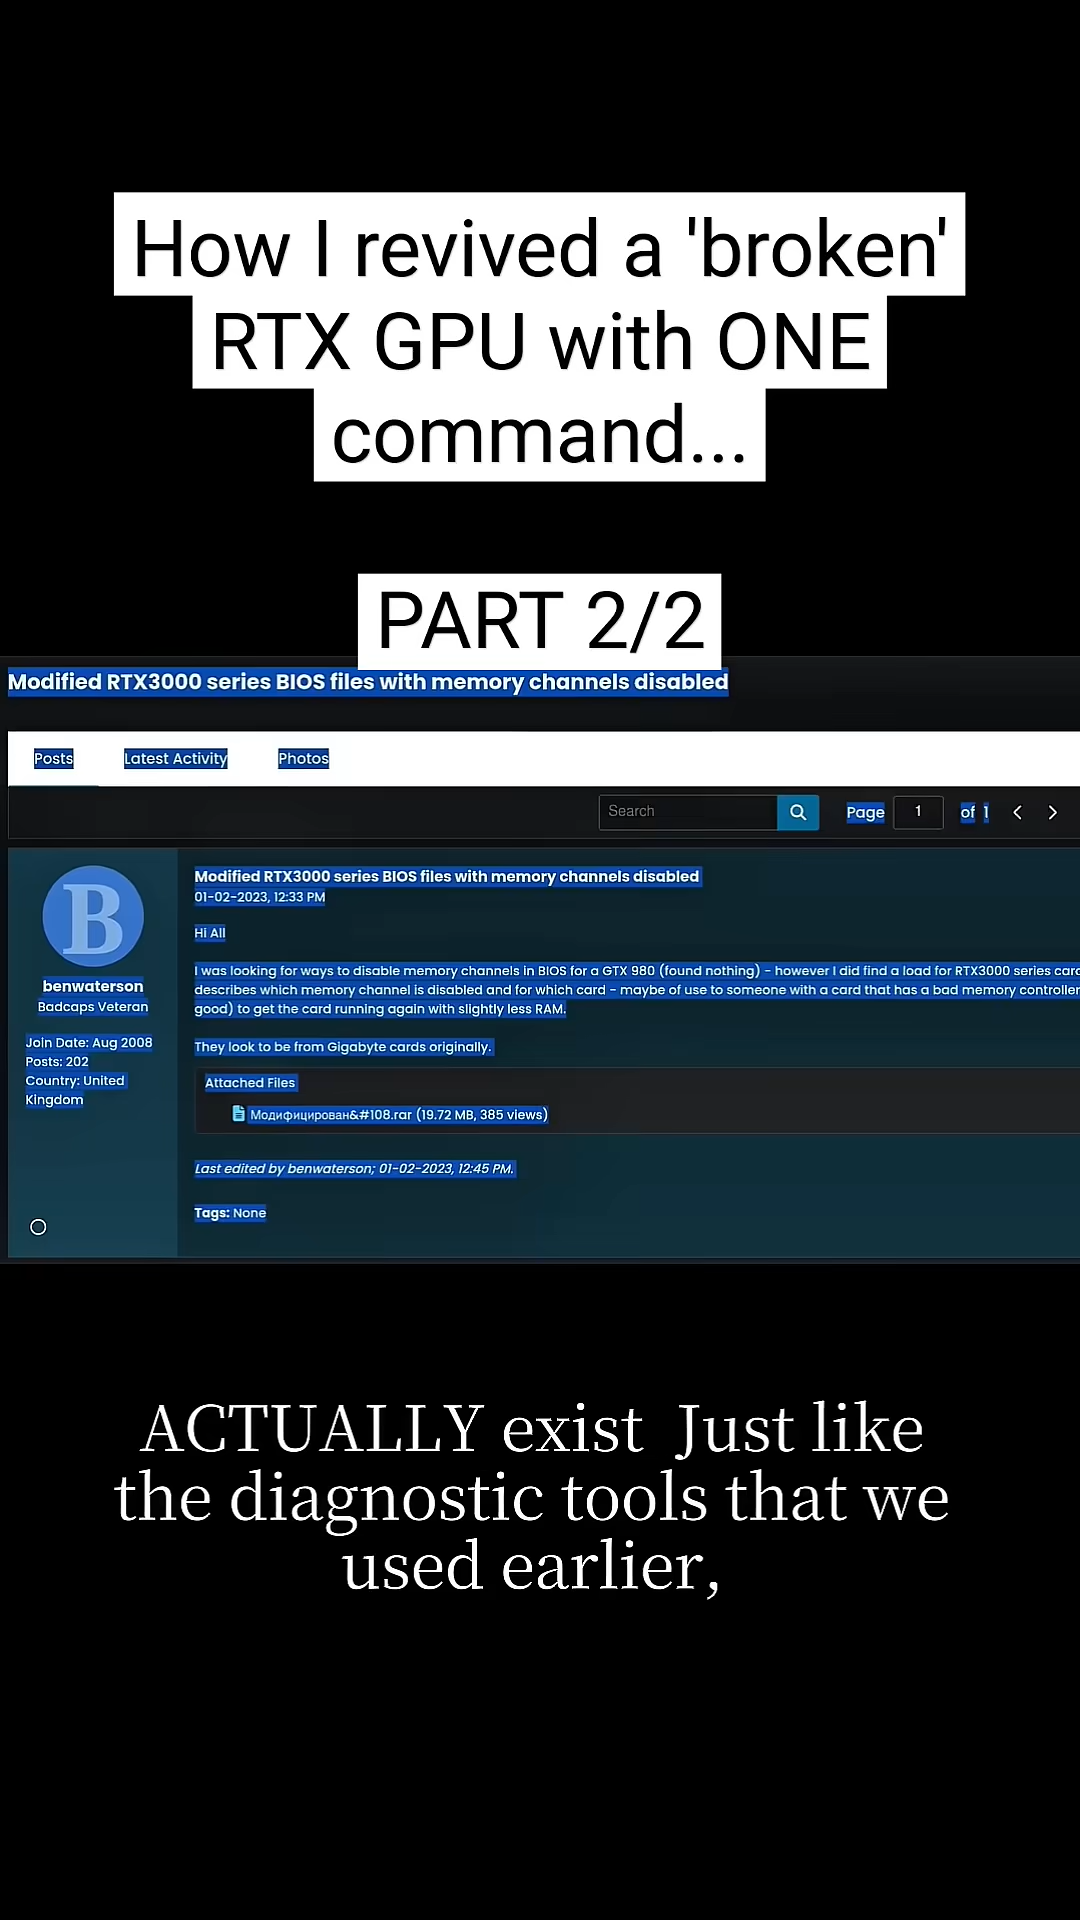 How I revived a 'broken'
RTX GPU with ONE
command...
PART 2/2
Modified RTX3000 series BIOS files with memory channels disabled
Posts Latest Activity Photos
Search Page 1 of 1
B
benwaterson
Badcaps Veteran
Join Date: Aug 2008
Posts: 202
Country: United
Kingdom
Modified RTX3000 series BIOS files with memory channels disabled
01-02-2023, 12:33 PM
Hi All
I was looking for ways to disable memory channels in BIOS for a GTX 980 (found nothing) - however I did find a load for RTX3000 series card
describes which memory channel is disabled and for which card - maybe of use to someone with a card that has a bad memory controller
good) to get the card running again with slightly less RAM.
They look to be from Gigabyte cards originally.
Attached Files
Модифицирован&#108.rar (19.72 MB, 385 views)
Last edited by benwaterson; 01-02-2023, 12:45 PM.
Tags: None
ACTUALLY exist Just like
the diagnostic tools that we
used earlier,